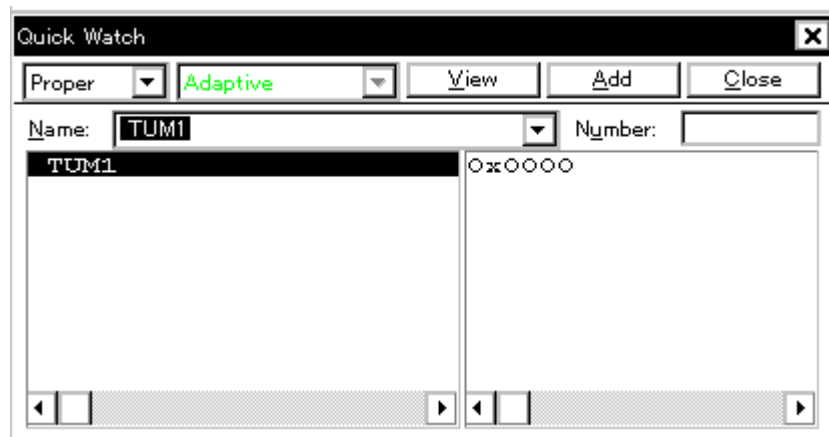 Quick Watch
Proper Adaptive View Add Close
Name: TUM1 Number:
TUM1 0x0000